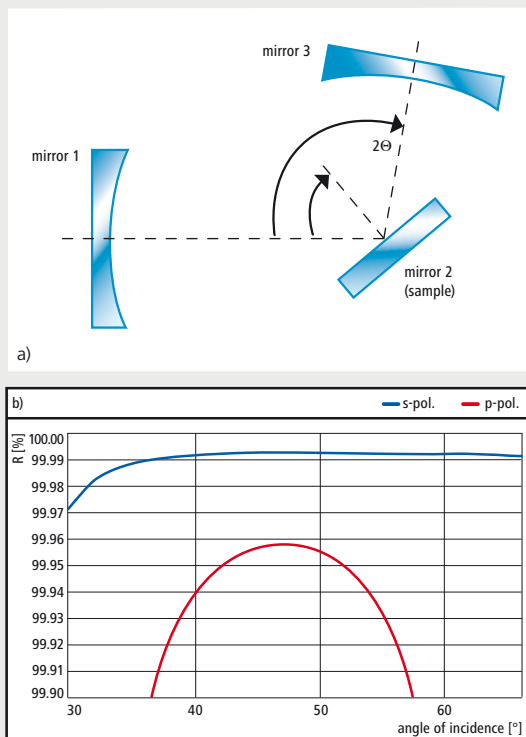 mirror 3
mirror 1
2Θ
mirror 2
(sample)
a)
b)
s-pol.
p-pol.
R [%]
100.00
99.99
99.98
99.97
99.96
99.95
99.94
99.93
99.92
99.91
99.90
30 40 50 60
angle of incidence [°]